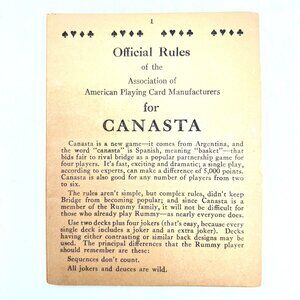 1
Official Rules
of the
Association of
American Playing Card Manufacturers
for
CANASTA
Canasta is a new game—it comes from Argentina, and
the word "canasta" is Spanish, meaning "basket"—that
bids fair to rival bridge as a popular partnership game for
four players. It's fast, exciting and dramatic; a single play,
according to experts, can make a difference of 5,000 points.
Canasta is also good for any number of players from two
to six.
The rules aren't simple, but complex rules, didn't keep
Bridge from becoming popular; and since Canasta is a
member of the Rummy family, it will not be difficult for
those who already play Rummy—as nearly everyone does.
Use two decks plus four jokers (that's easy, because every
single deck includes a joker and an extra joker). Decks
having either contrasting or similar back designs may be
used. The principal differences that the Rummy player
should remember are these:
Sequences don't count.
All jokers and deuces are wild.